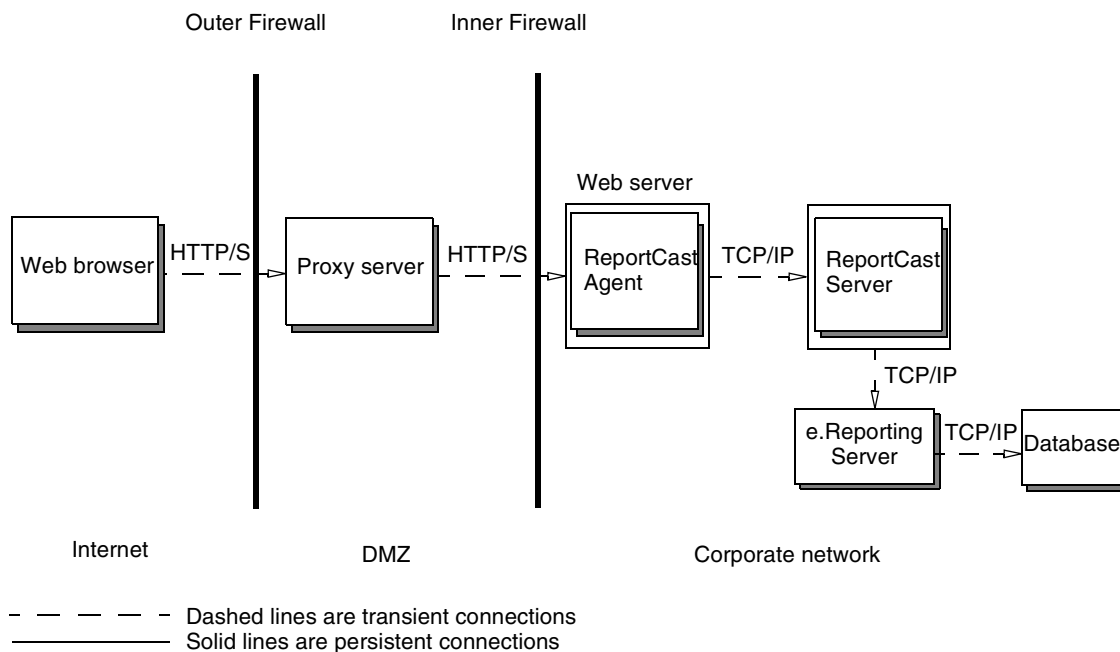 Outer Firewall
Inner Firewall
Web server
Web browser
HTTP/S
Proxy server
HTTP/S
ReportCast
Agent
TCP/IP
ReportCast
Server
TCP/IP
e.Reporting
Server
TCP/IP
Database
Internet
DMZ
Corporate network
Dashed lines are transient connections
Solid lines are persistent connections